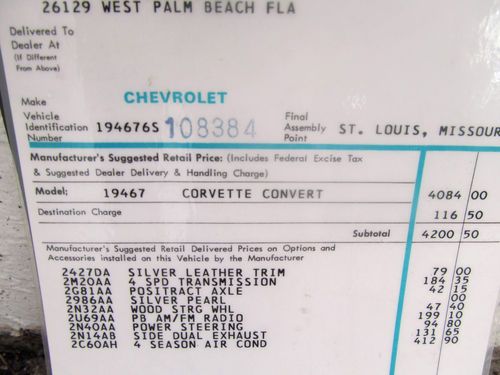 26129 WEST PALM BEACH FLA
Delivered To
Dealer At
(If Different
From Above)
Make CHEVROLET
Vehicle
Identification 194676S 108384
Number
Final
Assembly
Point
ST. LOUIS, MISSOUR
Manufacturer's Suggested Retail Price: (Includes Federal Excise Tax
& Suggested Dealer Delivery & Handling Charge)
Model; 19467 CORVETTE CONVERT 4084 00
Destination Charge 116 50
Subtotal 4200 50
Manufacturer's Suggested Retail Delivered Prices on Options and
Accessories installed on this Vehicle by the Manufacturer
2427DA SILVER LEATHER TRIM 79 00
2M20AA 4 SPD TRANSMISSION 184 35
2G81AA POSITRACT AXLE 42 15
2986AA SILVER PEARL 00
2N32AA WOOD STRG WHL 47 40
2U69AA PB AM/FM RADIO 199 10
2N40AA POWER STEERING 94 80
2N14AB SIDE DUAL EXHAUST 131 65
2C60AH 4 SEASON AIR COND 412 90